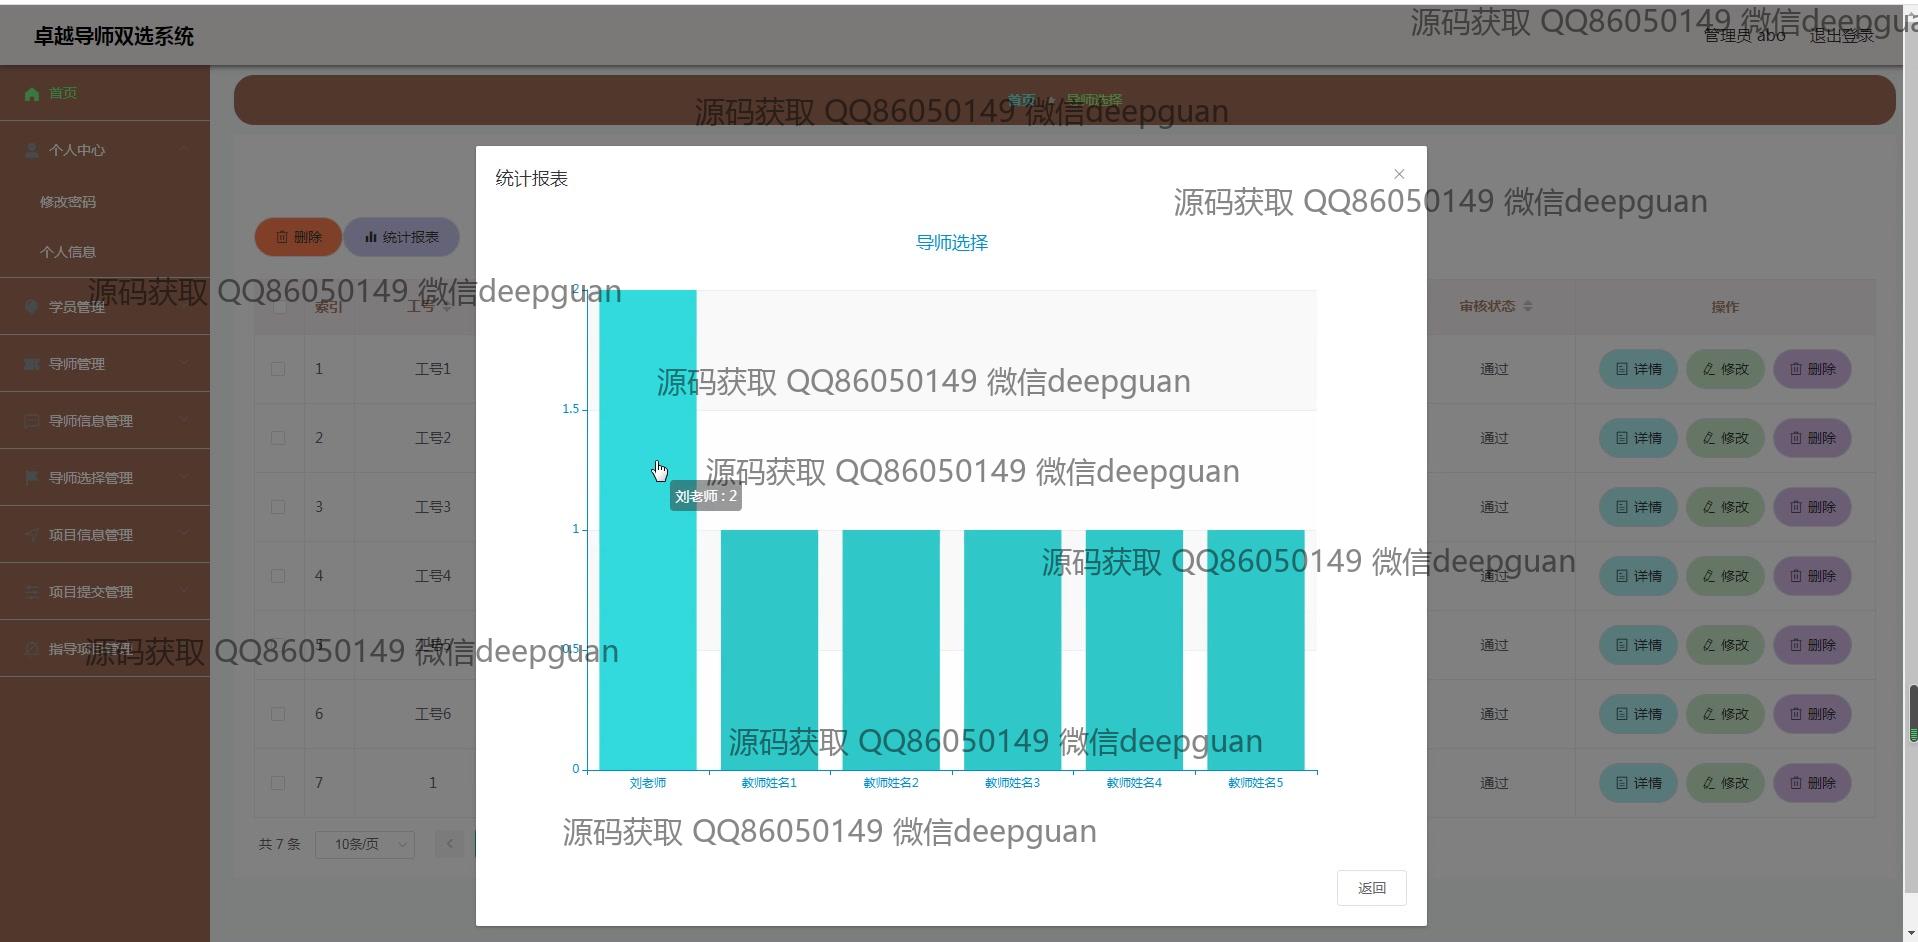 卓越导师双选系统
源码获取 QQ86050149 微信deepgua
管理员 abo 退出登录
首页
首页 导师选择
源码获取 QQ86050149 微信deepguan
个人中心
统计报表
修改密码
源码获取 QQ86050149 微信deepguan
删除 统计报表
导师选择
个人信息
源码获取 QQ86050149 微信deepguan
2
学员管理
索引 工号 审核状态 操作
导师管理
1 工号1 通过 详情 修改 删除
源码获取 QQ86050149 微信deepguan
1.5
导师信息管理
2 工号2 通过 详情 修改 删除
源码获取 QQ86050149 微信deepguan
导师选择管理
刘老师 : 2
3 工号3 通过 详情 修改 删除
1
项目信息管理
源码获取 QQ86050149 微信deepguan
4 工号4 通过 详情 修改 删除
项目提交管理
源码获取 QQ86050149 微信deepguan
0.5
5 工号5 通过 详情 修改 删除
6 工号6 通过 详情 修改 删除
源码获取 QQ86050149 微信deepguan
0
刘老师 教师姓名1 教师姓名2 教师姓名3 教师姓名4 教师姓名5
7 1 通过 详情 修改 删除
源码获取 QQ86050149 微信deepguan
共 7 条 10条/页
返回